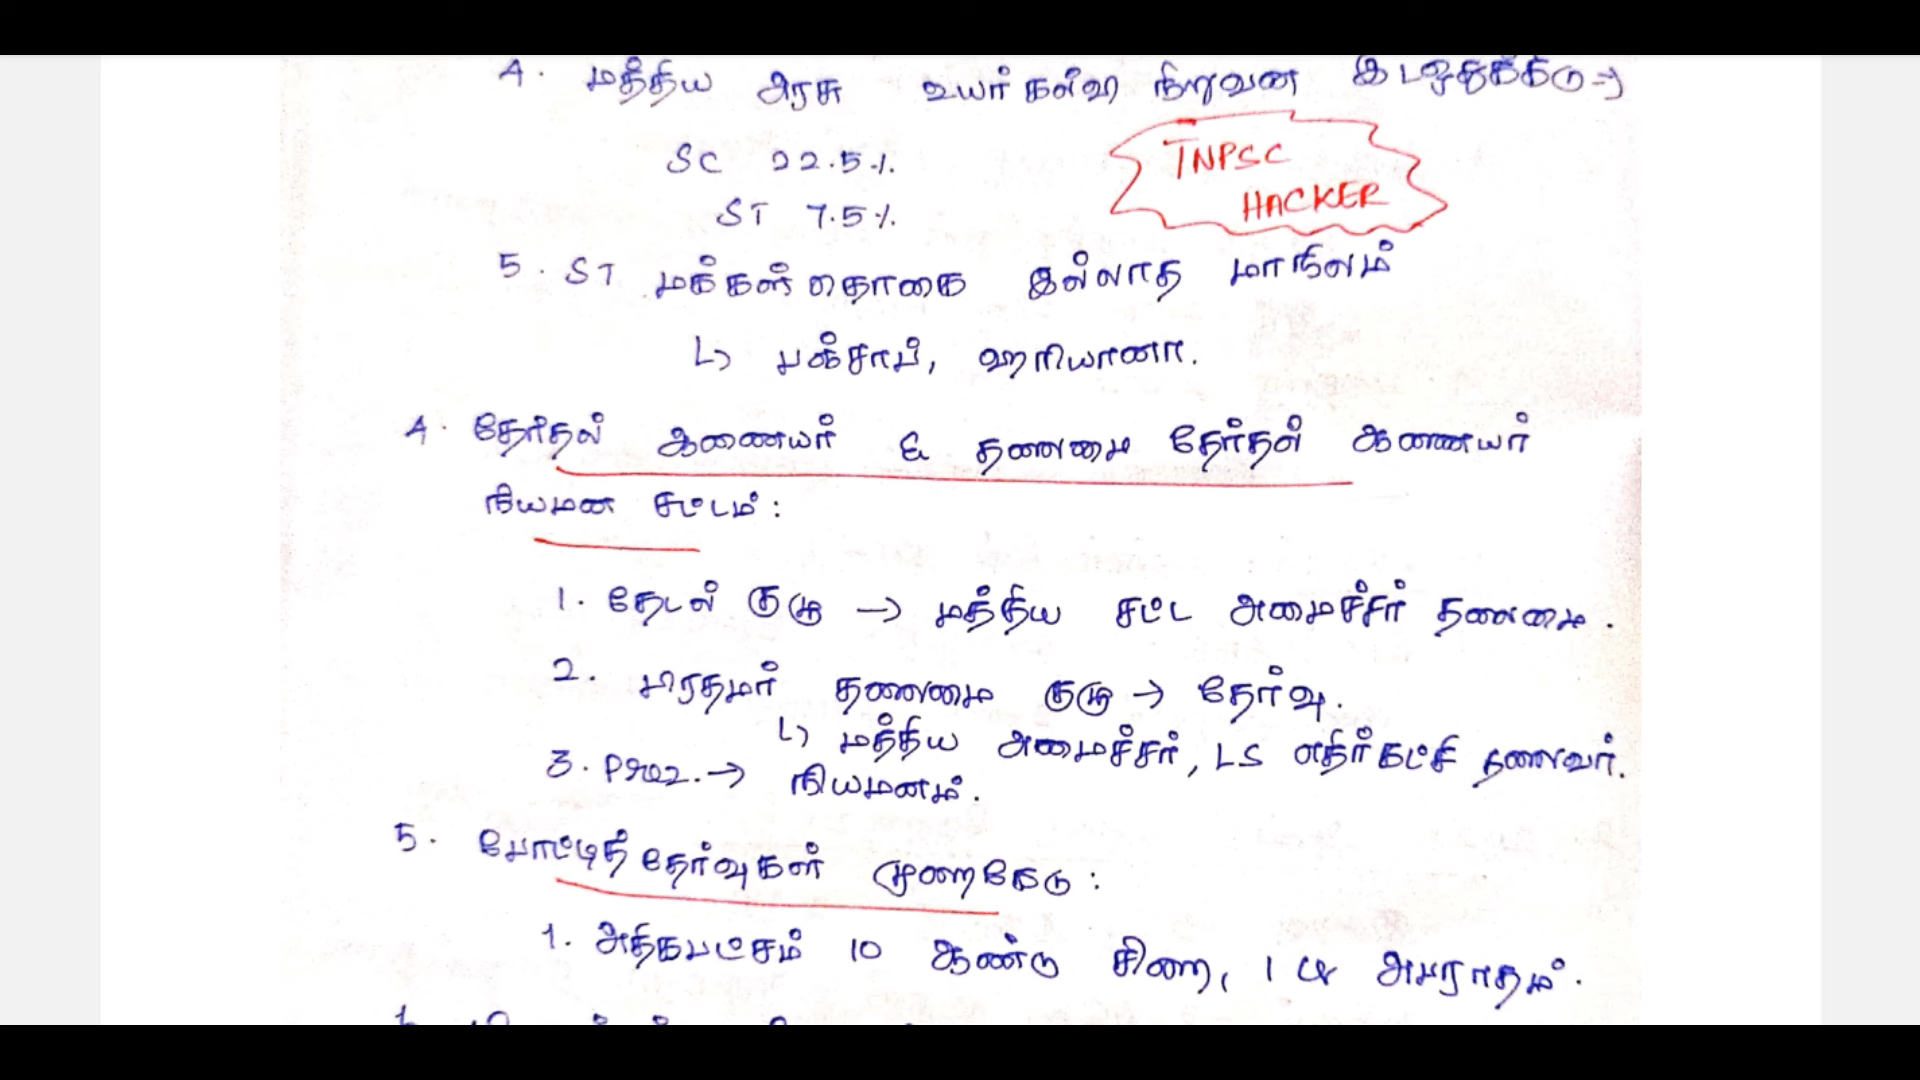 4. மத்திய அரசு உயர்கல்வி நிறுவன இடஒதுக்கீடு →
SC 22.5%
ST 7.5%
TNPSC
HACKER
5. ST மக்கள்தொகை இல்லாத மாநிலம்
↳ பஞ்சாப், ஹரியானா.
4. தேர்தல் ஆணையர் & தலைமை தேர்தல் ஆணையர்
நியமன சட்டம் :
1. தேடல் குழு → மத்திய சட்ட அமைச்சர் தலைமை.
2. பிரதமர் தலைமை குழு → தேர்வு.
↳ மத்திய அமைச்சர், LS எதிர்கட்சி தலைவர்.
3. Prez. → நியமனம்.
5. போட்டித் தேர்வுகள் முறைகேடு :
1. அதிகபட்சம் 10 ஆண்டு சிறை, 1 Cr அபராதம்.